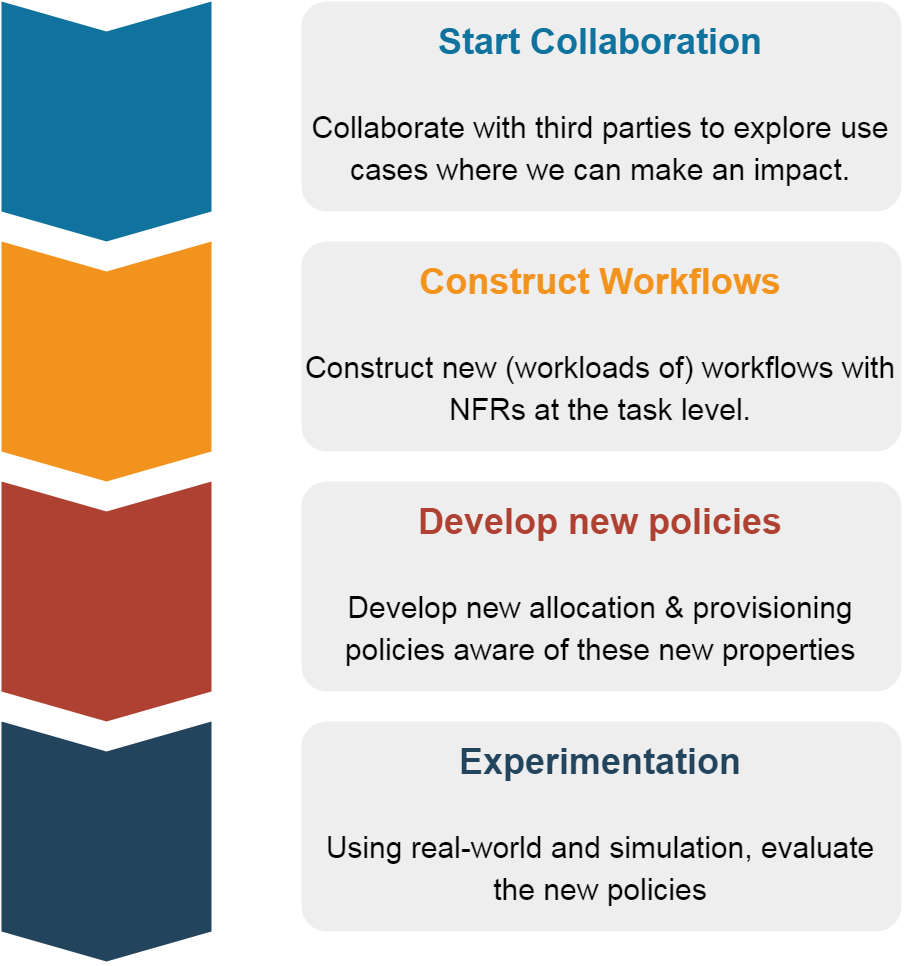 Start Collaboration
Collaborate with third parties to explore use
cases where we can make an impact.
Construct Workflows
Construct new (workloads of) workflows with
NFRs at the task level.
Develop new policies
Develop new allocation & provisioning
policies aware of these new properties
Experimentation
Using real-world and simulation, evaluate
the new policies